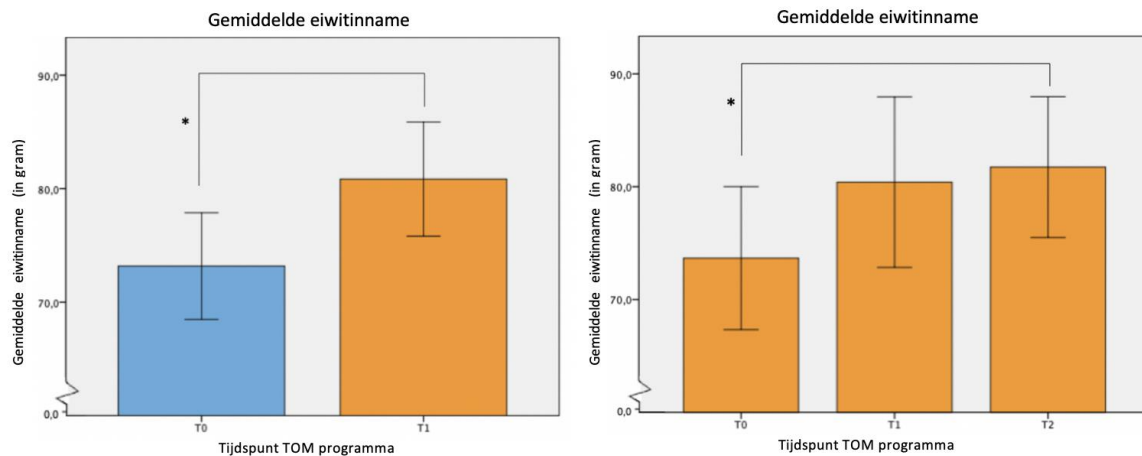 Gemiddelde eiwitinname
90,0
80,0
70,0
0,0
*
Gemiddelde eiwitinname (in gram)
T0
T1
Tijdspunt TOM programma
Gemiddelde eiwitinname
90,0
80,0
70,0
0,0
*
Gemiddelde eiwitinname (in gram)
T0
T1
T2
Tijdspunt TOM programma